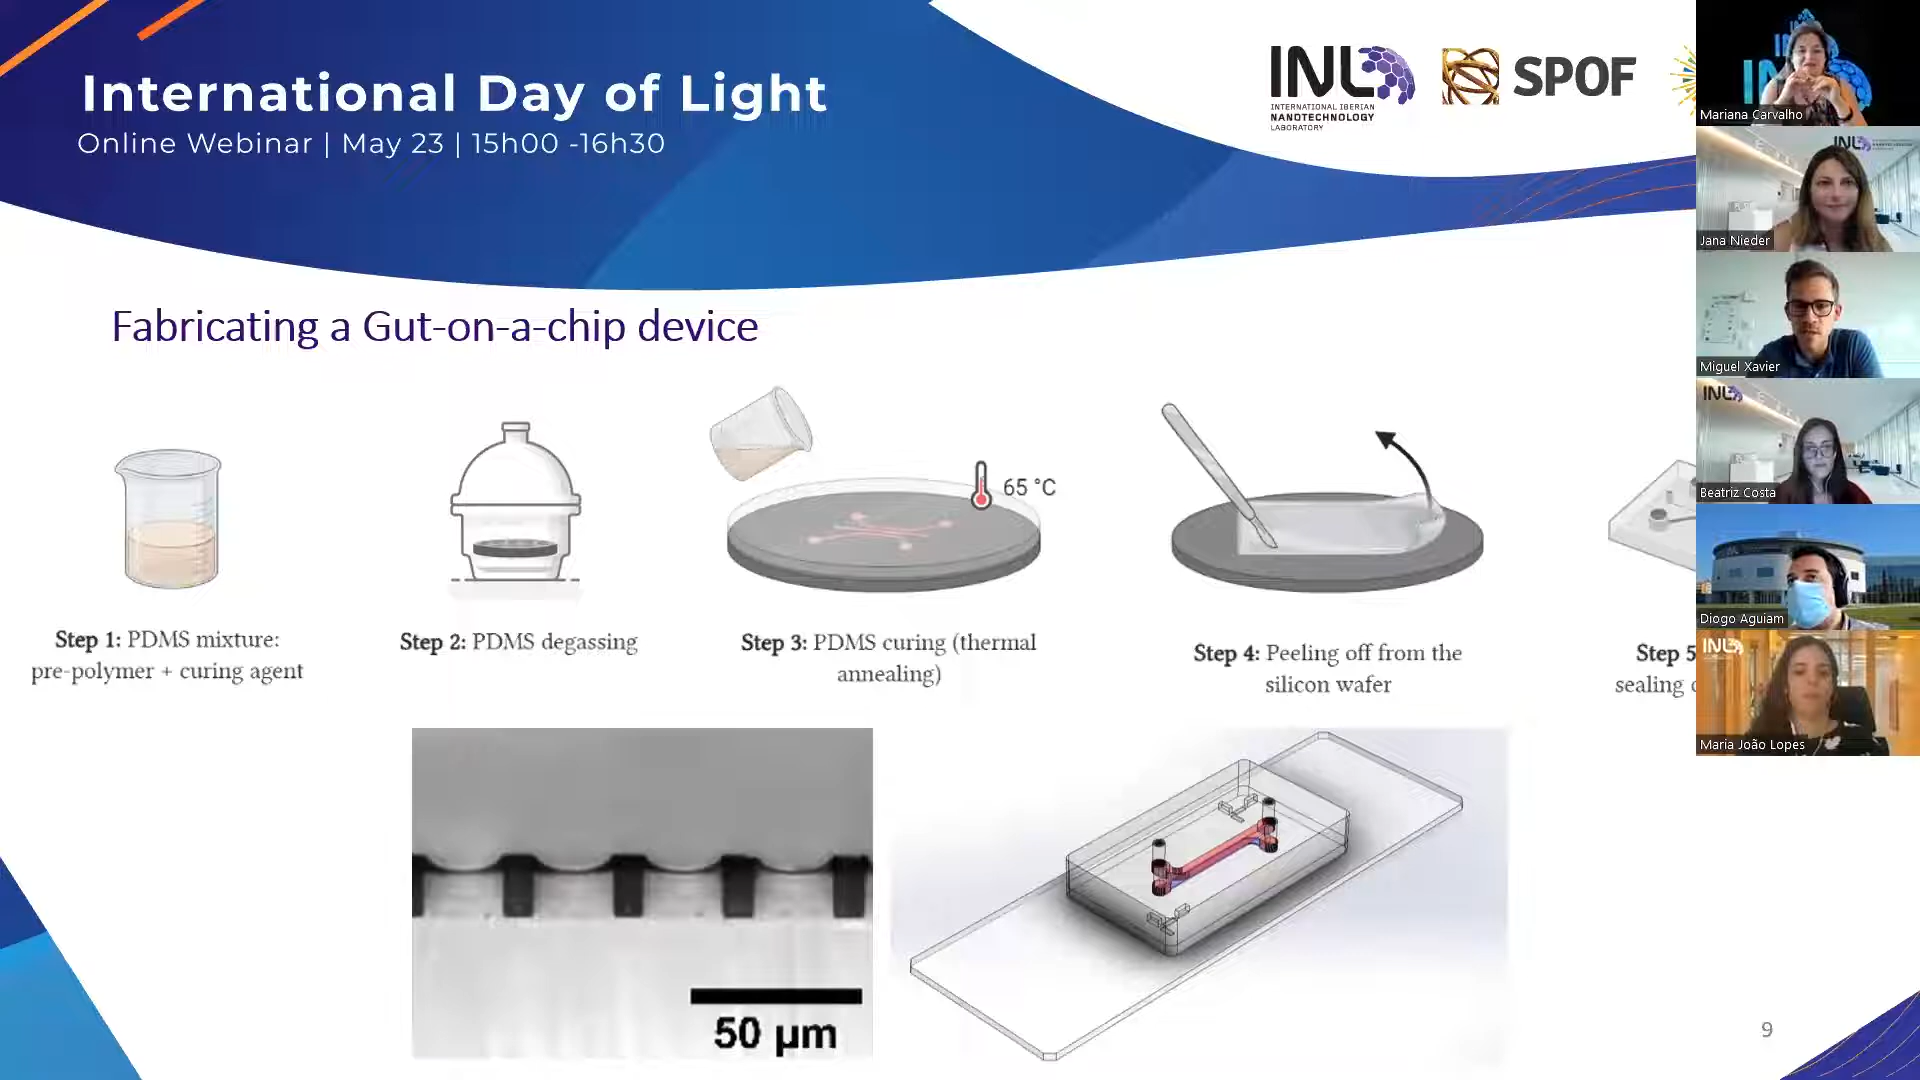 International Day of Light
Online Webinar | May 23 | 15h00 -16h30
INL
INTERNATIONAL IBERIAN
NANOTECHNOLOGY
LABORATORY
SPOF
Fabricating a Gut-on-a-chip device
65 °C
Step 1: PDMS mixture:
pre-polymer + curing agent
Step 2: PDMS degassing
Step 3: PDMS curing (thermal
annealing)
Step 4: Peeling off from the
silicon wafer
Step 5
sealing
50 µm
9
Mariana Carvalho
INL
Jana Nieder
Miguel Xavier
INL
Beatriz Costa
Diogo Aguiam
INL
Maria João Lopes